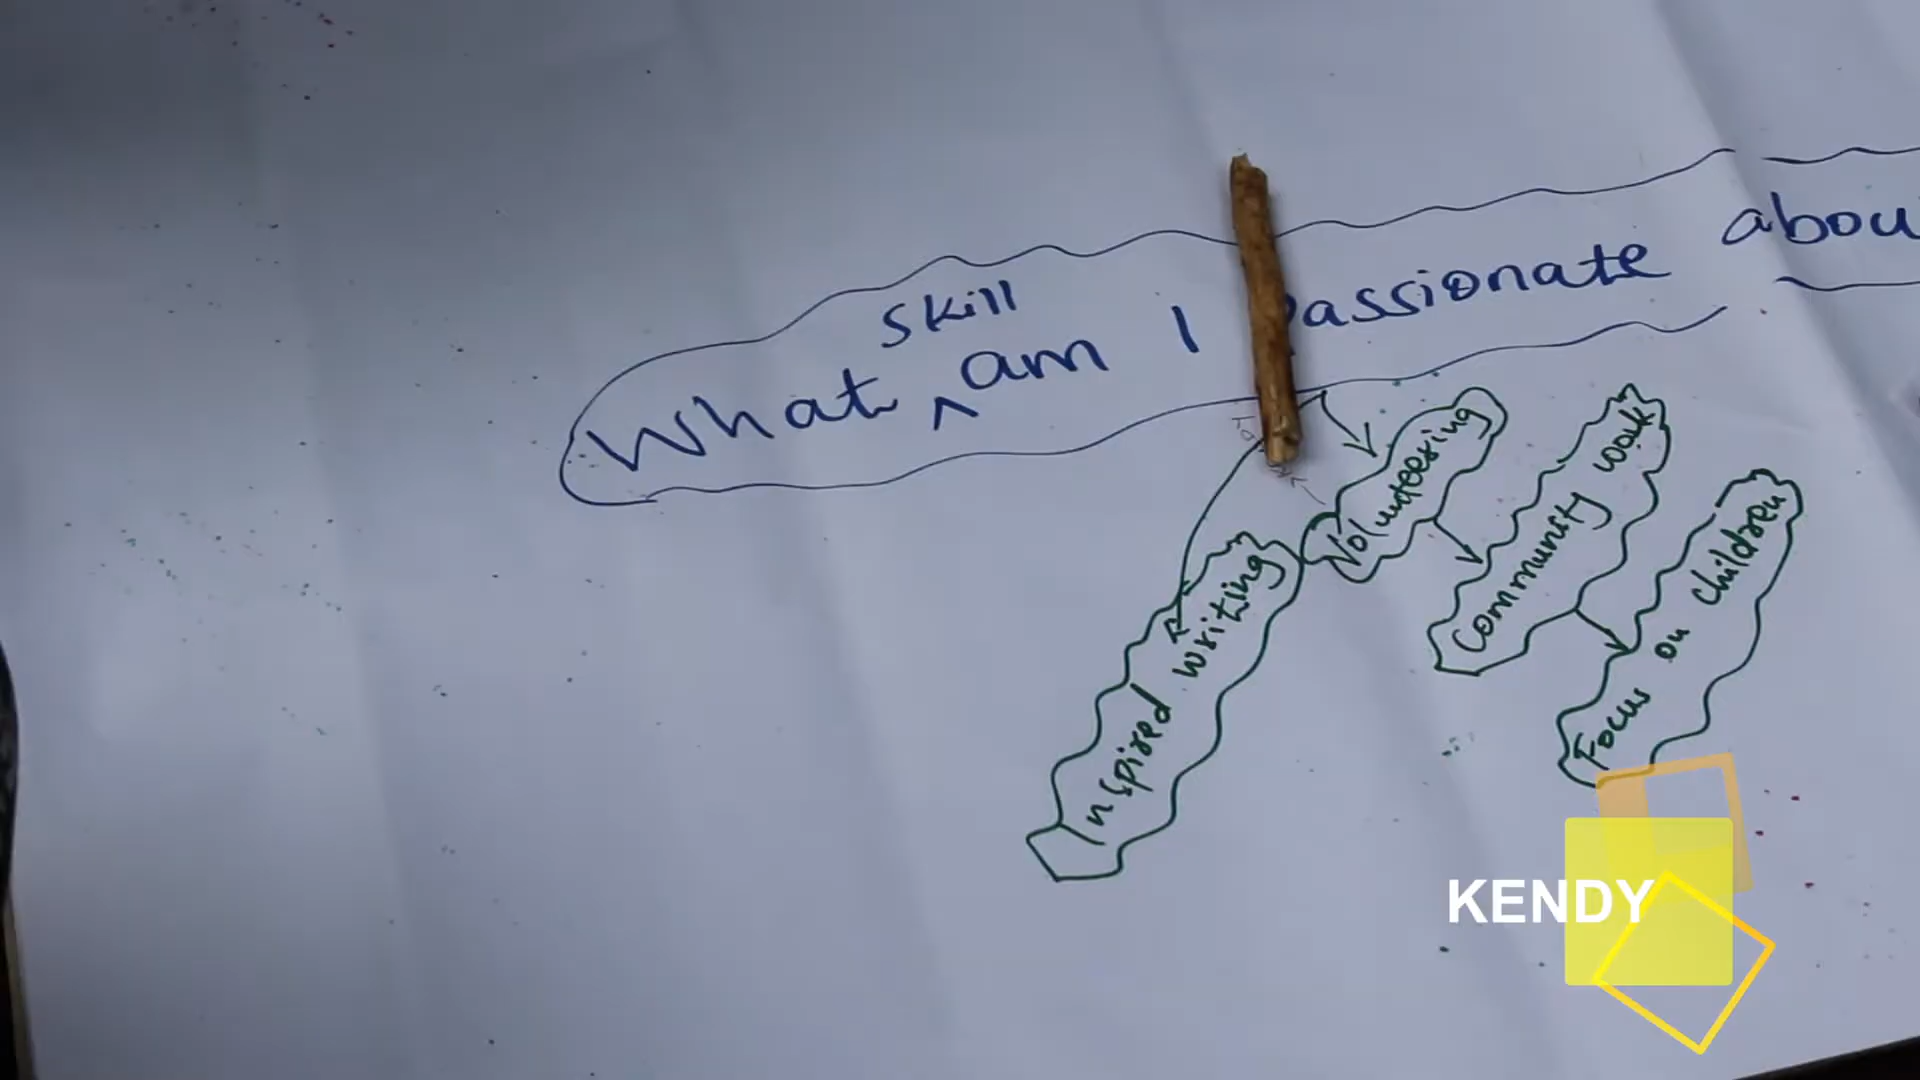 skill
What ^ am I passionate abou
Volunteering
Community work
Focus on children
Inspired writing
KENDY